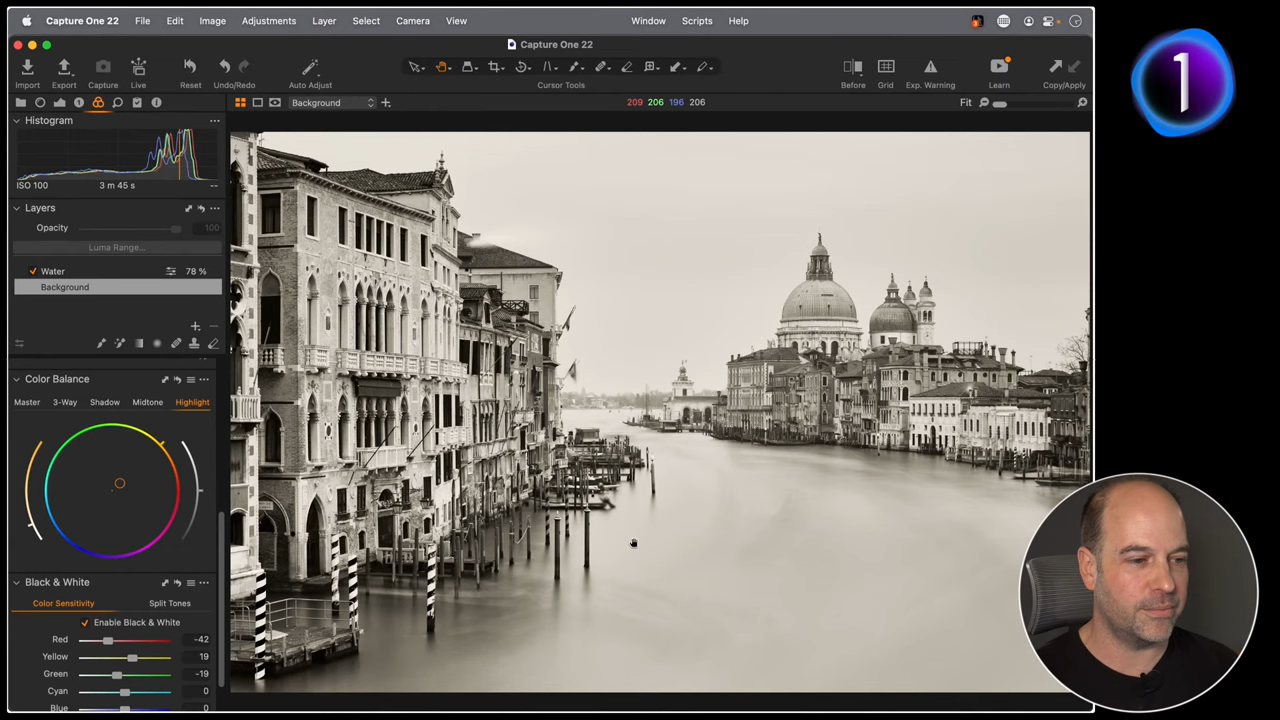 Capture One 22 File Edit Image Adjustments Layer Select Camera View Window Scripts Help
Capture One 22
Import Export Capture Live Reset Undo/Redo Auto Adjust Cursor Tools Before Grid Exp. Warning Learn Copy/Apply
Background 209 206 196 206 Fit
Histogram
ISO 100 3 m 45 s --
Layers
Opacity 100
Luma Range...
Water 78 %
Background
Color Balance
Master 3-Way Shadow Midtone Highlight
Black & White
Color Sensitivity Split Tones
Enable Black & White
Red -42
Yellow 19
Green -19
Cyan 0
Blue 0
1